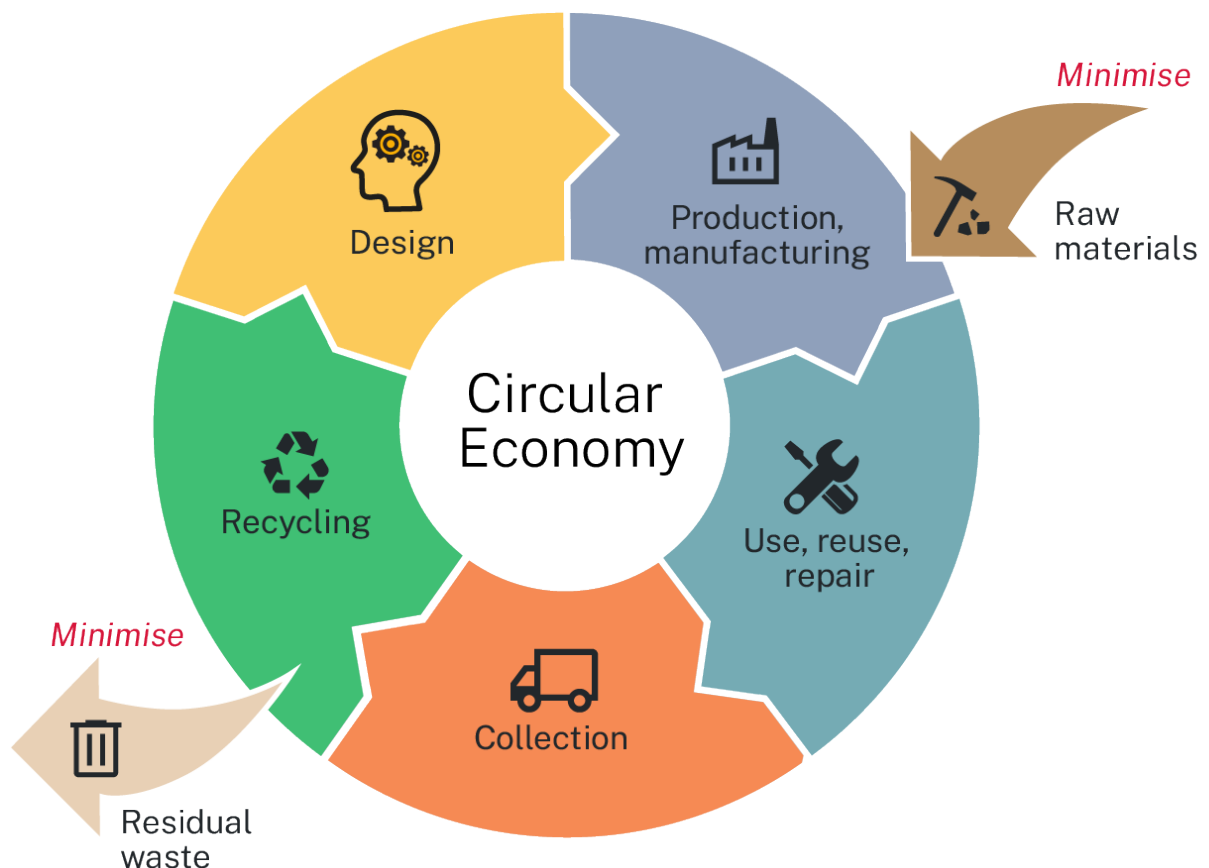 Minimise
Design
Production,
manufacturing
Raw
materials
Circular
Economy
Recycling
Use, reuse,
repair
Minimise
Collection
Residual
waste